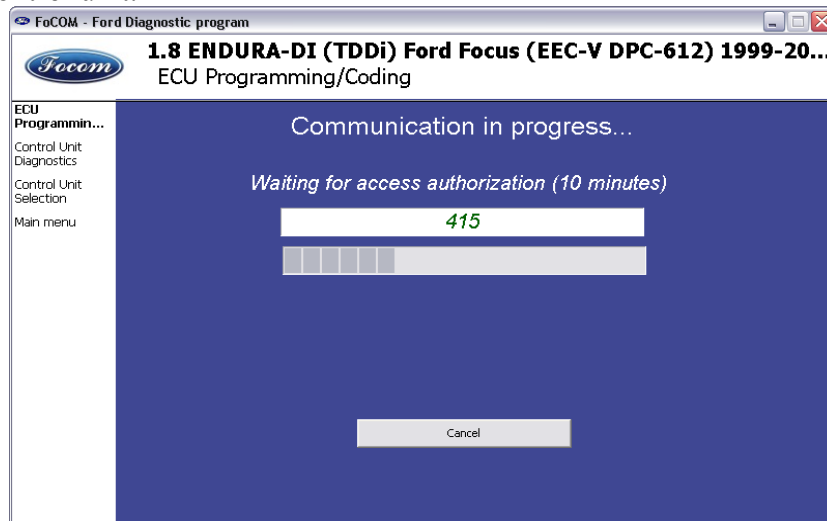 FoCOM - Ford Diagnostic program
Focom
1.8 ENDURA-DI (TDDi) Ford Focus (EEC-V DPC-612) 1999-20...
ECU Programming/Coding
ECU
Programmin...
Control Unit
Diagnostics
Control Unit
Selection
Main menu
Communication in progress...
Waiting for access authorization (10 minutes)
415
Cancel